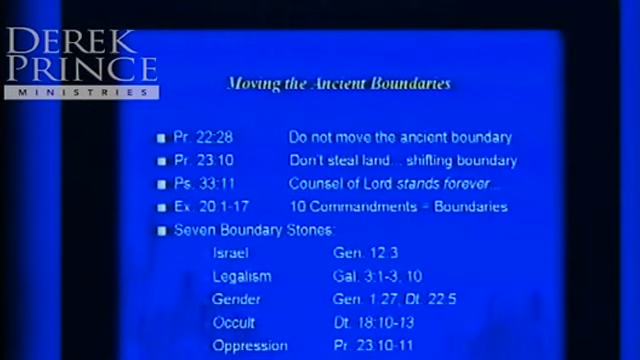 DEREK
PRINCE
MINISTRIES
Moving the Ancient Boundaries
Pr. 22:28 Do not move the ancient boundary
Pr. 23:10 Don't steal land... shifting boundary
Ps. 33:11 Counsel of Lord stands forever...
Ex. 20:1-17 10 Commandments = Boundaries
Seven Boundary Stones:
Israel Gen. 12:3
Legalism Gal. 3:1-3, 10
Gender Gen. 1:27, Dt. 22:5
Occult Dt. 18:10-13
Oppression Pr. 23:10-11